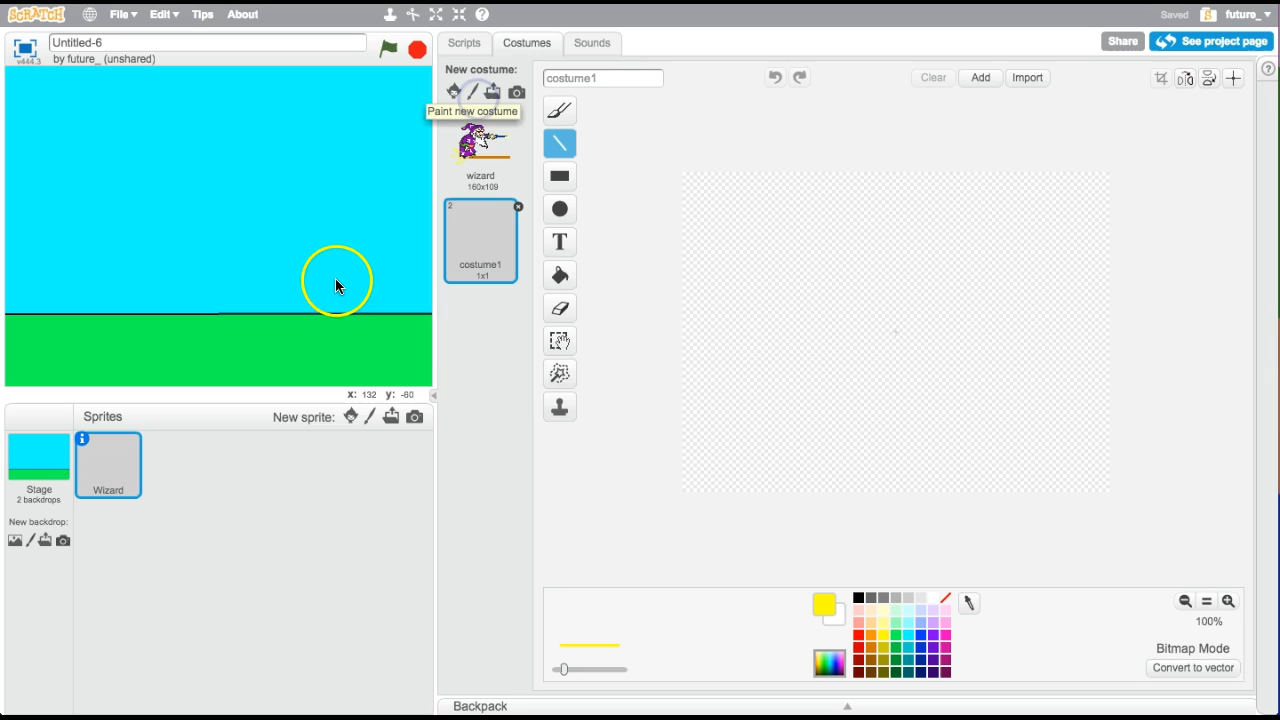 SCRATCH File Edit Tips About Saved future_
Untitled-6
by future_ (unshared)
v444.3
Scripts Costumes Sounds Share See project page
New costume:
Paint new costume
wizard
160x109
2
costume1
1x1
costume1
Clear Add Import
T
X: 132 y: -60
Sprites New sprite:
Stage
2 backdrops
Wizard
New backdrop:
100%
Bitmap Mode
Convert to vector
Backpack